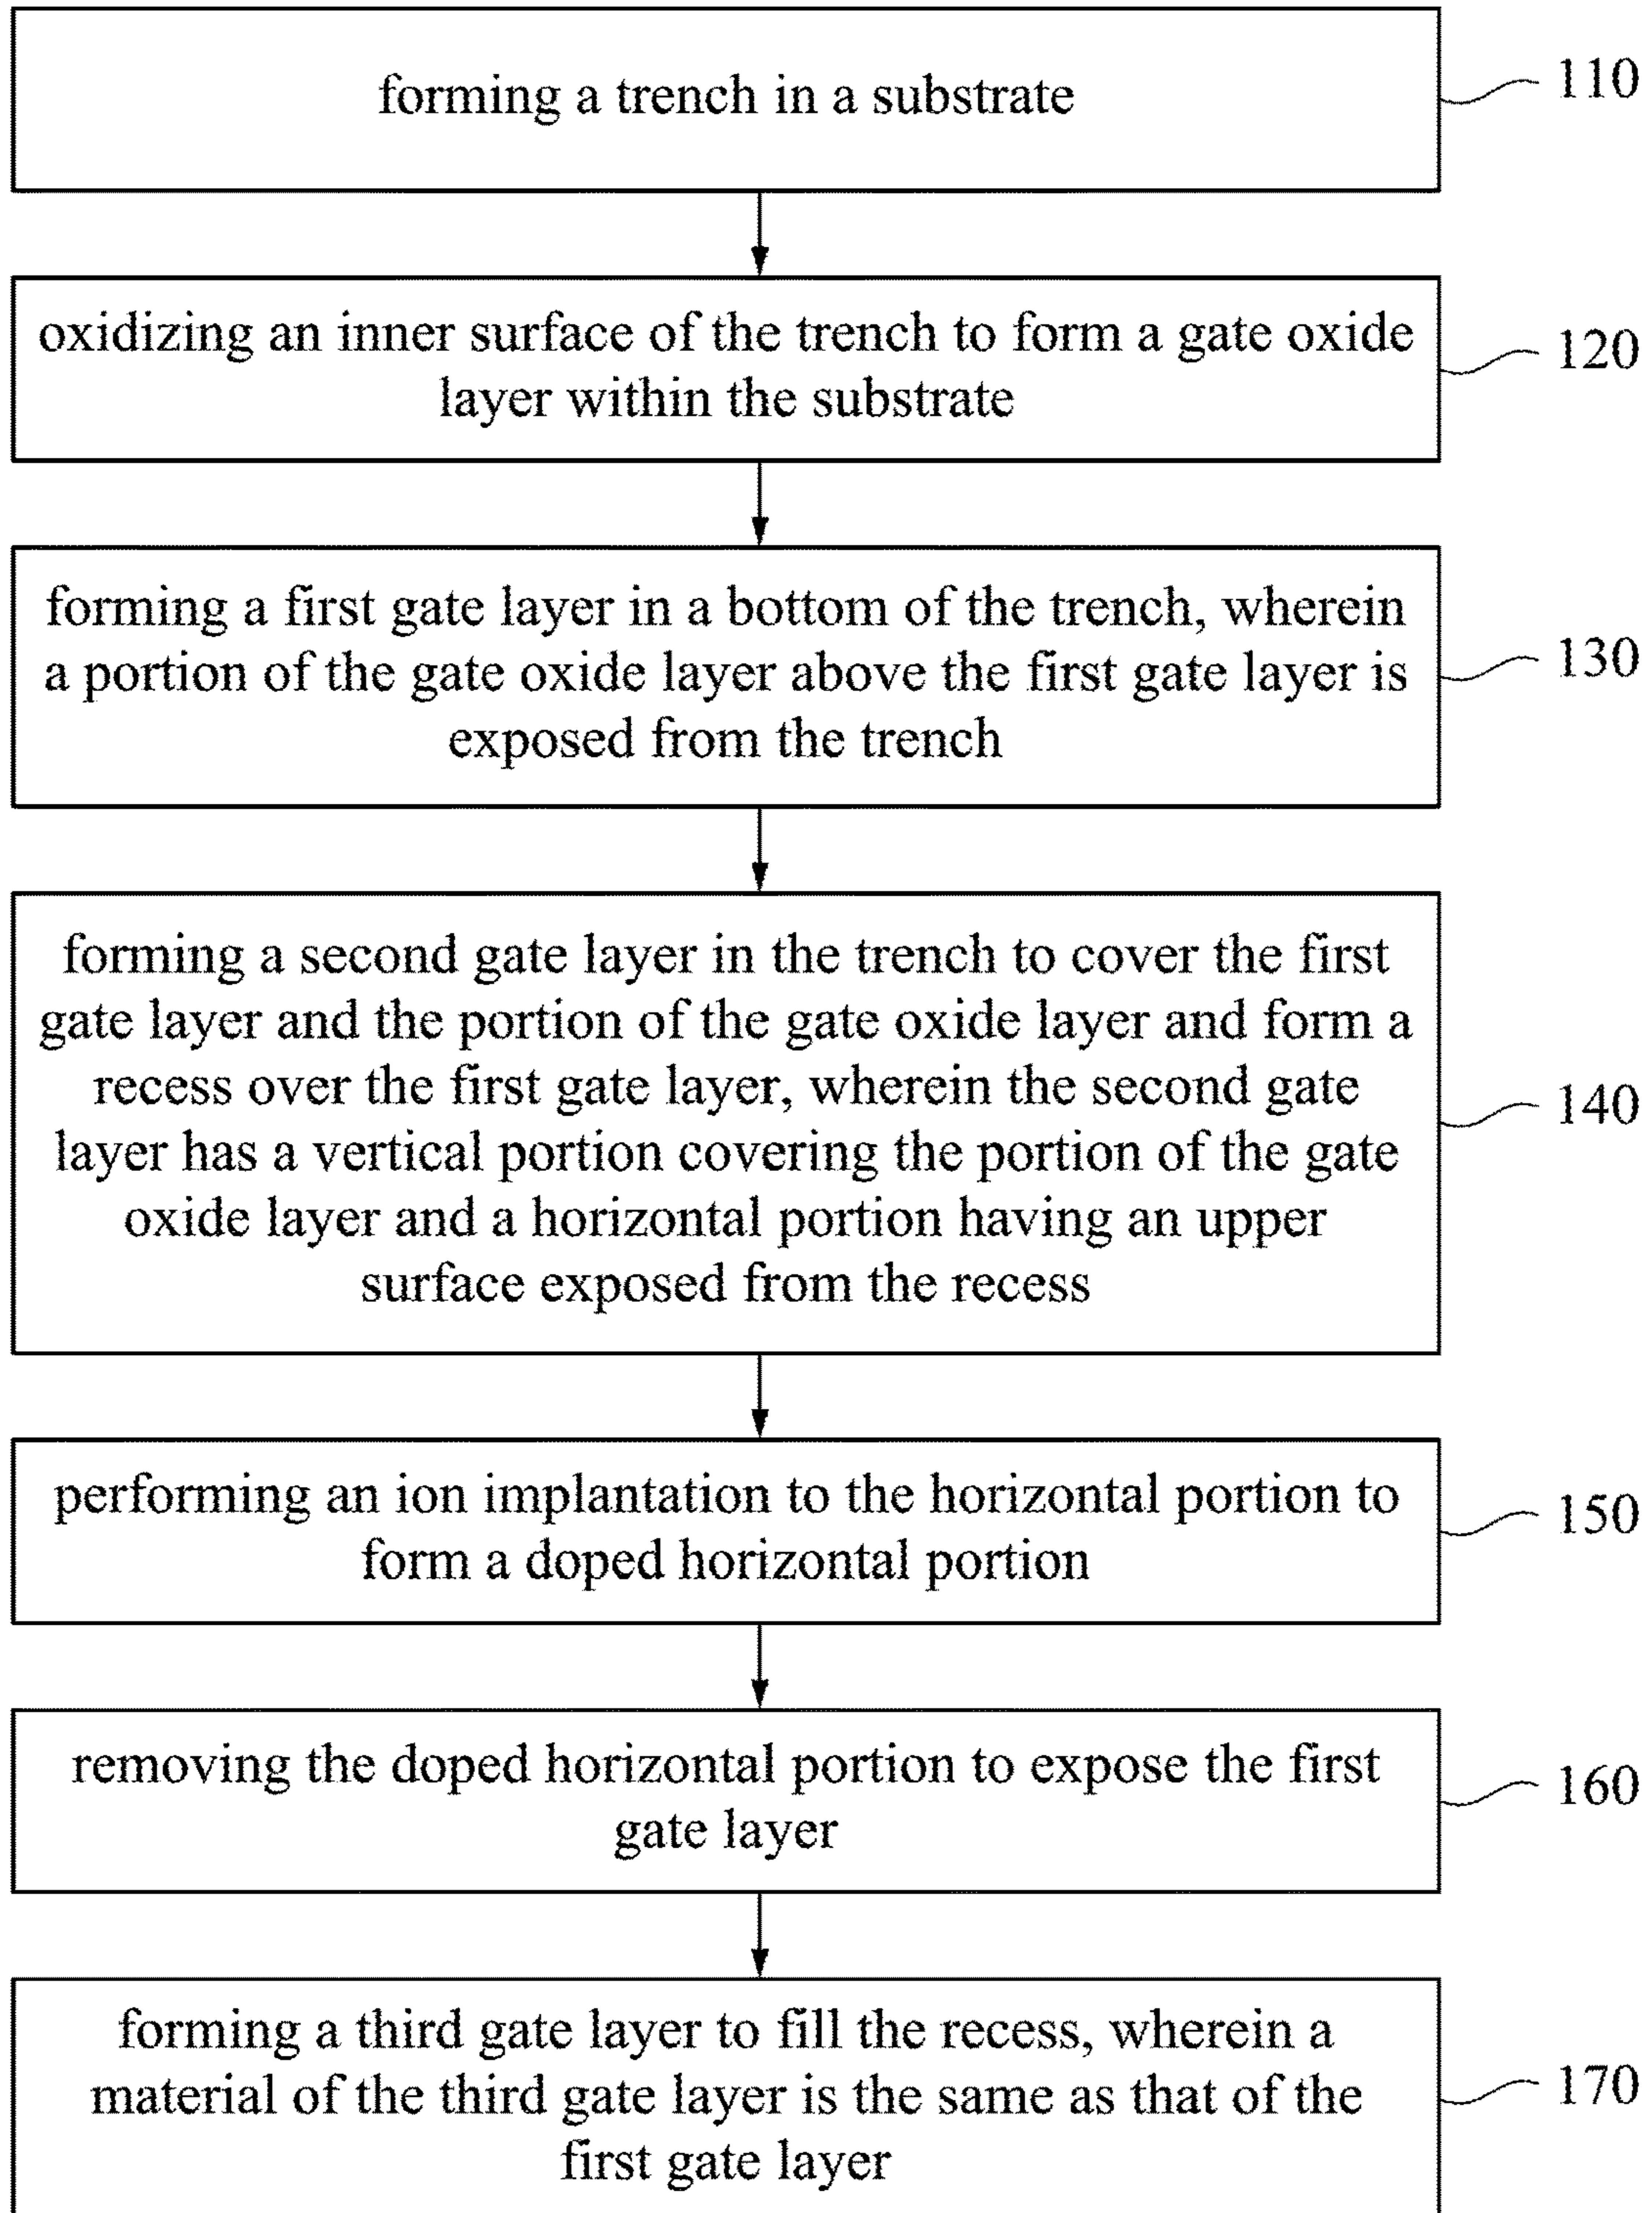 forming a trench in a substrate
110
oxidizing an inner surface of the trench to form a gate oxide
layer within the substrate
120
forming a first gate layer in a bottom of the trench, wherein
a portion of the gate oxide layer above the first gate layer is
exposed from the trench
130
forming a second gate layer in the trench to cover the first
gate layer and the portion of the gate oxide layer and form a
recess over the first gate layer, wherein the second gate
layer has a vertical portion covering the portion of the gate
oxide layer and a horizontal portion having an upper
surface exposed from the recess
140
performing an ion implantation to the horizontal portion to
form a doped horizontal portion
150
removing the doped horizontal portion to expose the first
gate layer
160
forming a third gate layer to fill the recess, wherein a
material of the third gate layer is the same as that of the
first gate layer
170